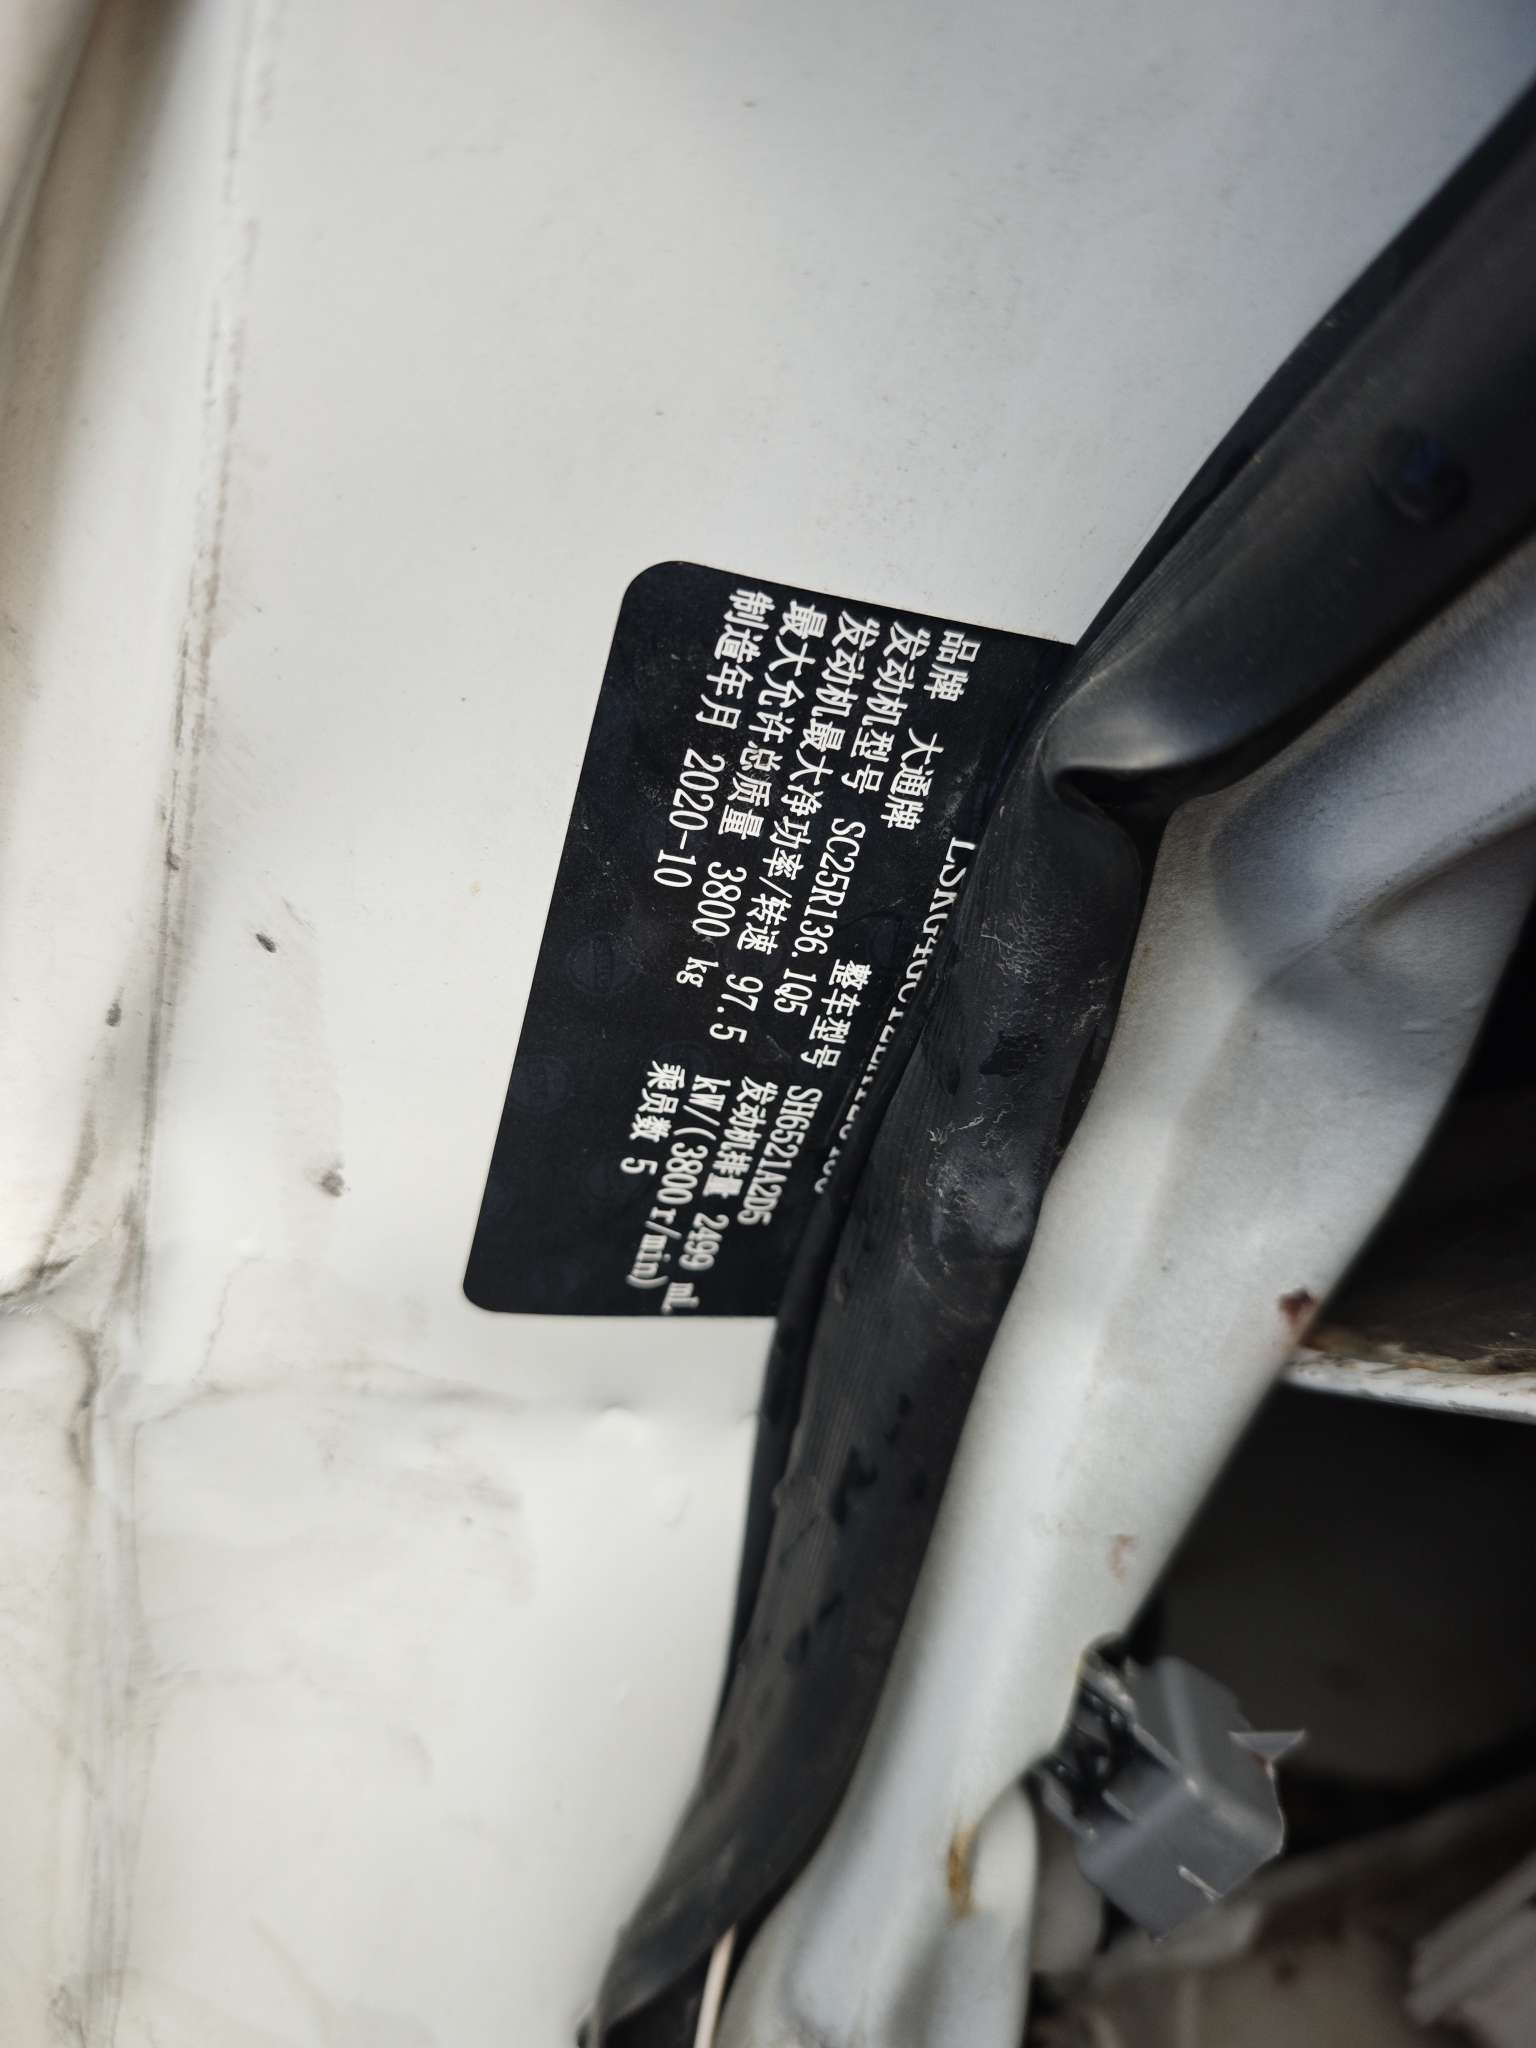 品牌 大通牌 整车型号 SH6521A2D5
发动机型号 SC25R136.1Q5 发动机排量 2499 mL
发动机最大净功率/转速 97.5 kW/(3800r/min)
最大允许总质量 3800 kg 乘员数 5
制造年月 2020-10